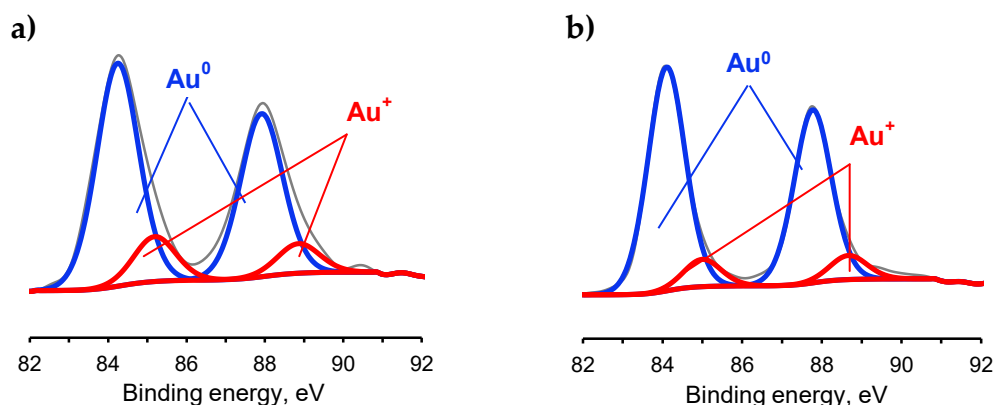 a)
Au⁰
Au⁺
82 84 86 88 90 92
Binding energy, eV
b)
Au⁰
Au⁺
82 84 86 88 90 92
Binding energy, eV